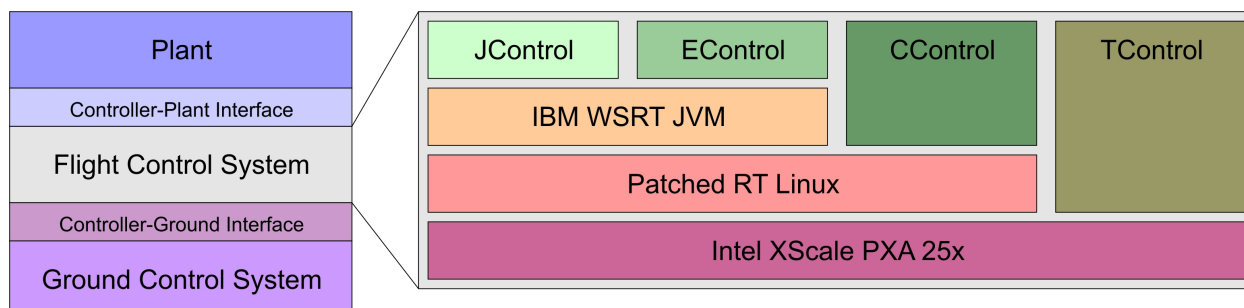 Plant
Controller-Plant Interface
Flight Control System
Controller-Ground Interface
Ground Control System
JControl
EControl
CControl
TControl
IBM WSRT JVM
Patched RT Linux
Intel XScale PXA 25x